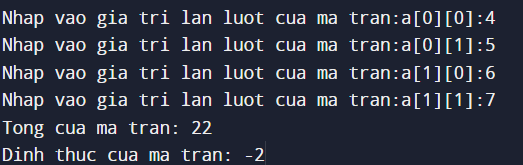 Nhap vao gia tri lan luot cua ma tran:a[0][0]:4
Nhap vao gia tri lan luot cua ma tran:a[0][1]:5
Nhap vao gia tri lan luot cua ma tran:a[1][0]:6
Nhap vao gia tri lan luot cua ma tran:a[1][1]:7
Tong cua ma tran: 22
Dinh thuc cua ma tran: -2